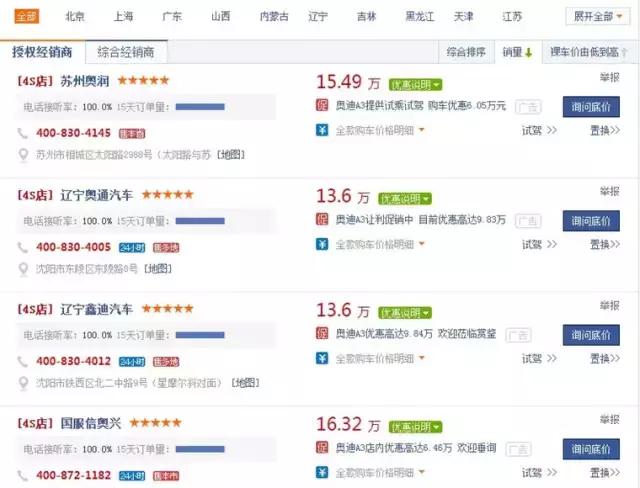 全部 北京 上海 广东 山西 内蒙古 辽宁 吉林 黑龙江 天津 江苏 展开全部
授权经销商 综合经销商 综合排序 销量 裸车价由低到高
[4S店] 苏州奥润 15.49 万 优惠说明 举报
电话接听率: 100.0% 15天订单量: 促 奥迪A3提供试乘试驾 购车优惠6.05万元 广告 询问底价
400-830-4145 售本省 ¥ 全款购车价格明细 试驾 >> 置换>>
苏州市相城区太阳路2988号(太阳路与苏 [地图]
[4S店] 辽宁奥通汽车 13.6 万 优惠说明 举报
电话接听率: 100.0% 15天订单量: 促 奥迪A3让利促销中 目前优惠高达9.83万 广告 询问底价
400-830-4005 24小时 售多地 ¥ 全款购车价格明细 试驾 >> 置换>>
沈阳市东陵区东陵路8号 [地图]
[4S店] 辽宁鑫迪汽车 13.6 万 优惠说明 举报
电话接听率: 100.0% 15天订单量: 促 奥迪A3优惠高达9.84万 欢迎莅临赏鉴 广告 询问底价
400-830-4012 24小时 售多地 ¥ 全款购车价格明细 试驾 >> 置换>>
沈阳市铁西区北二中路9号(星摩尔斜对面) [地图]
[4S店] 国服信奥兴 16.32 万 优惠说明 举报
电话接听率: 100.0% 15天订单量: 促 奥迪A3店内优惠高达6.46万 欢迎垂询 广告 询问底价
400-872-1182 24小时 售本市 ¥ 全款购车价格明细 试驾 >> 置换>>